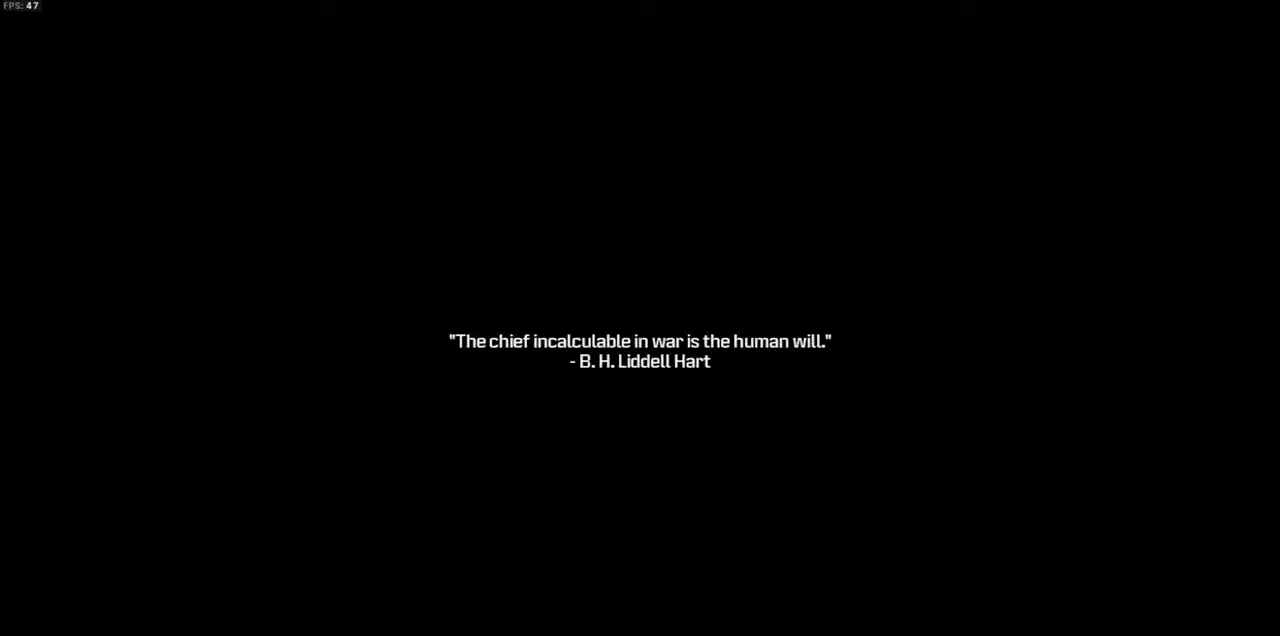 FPS: 47
"The chief incalculable in war is the human will."
- B. H. Liddell Hart